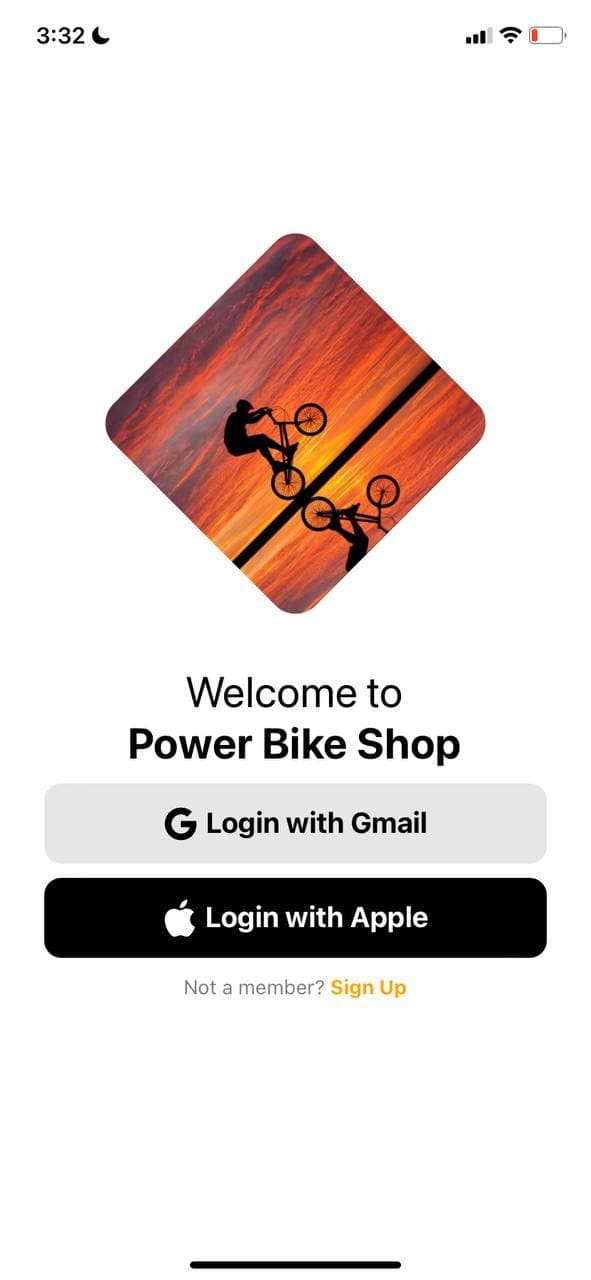 3:32
Welcome to
Power Bike Shop
Login with Gmail
Login with Apple
Not a member? Sign Up